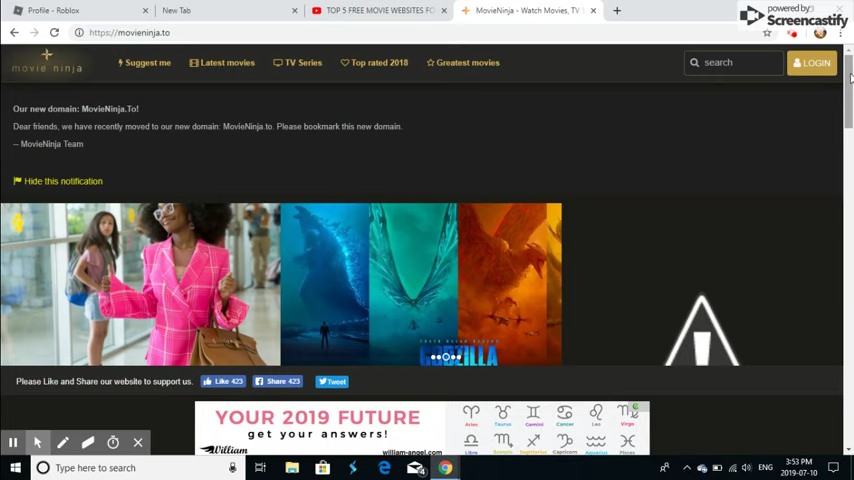 powered by
Screencastify
Profile - Roblox
New Tab
TOP 5 FREE MOVIE WEBSITES FO
MovieNinja - Watch Movies, TV
https://movieninja.to
movie ninja
Suggest me
Latest movies
TV Series
Top rated 2018
Greatest movies
search
LOGIN
Our new domain: MovieNinja.To!
Dear friends, we have recently moved to our new domain: MovieNinja.to. Please bookmark this new domain.
-- MovieNinja Team
Hide this notification
GODZILLA
Please Like and Share our website to support us.
Like 423
Share 423
Tweet
YOUR 2019 FUTURE
get your answers!
William
william-angel.com
Aries
Taurus
Gemini
Cancer
Leo
Virgo
Libra
Scorpio
Sagittarius
Capricorn
Aquarius
Pisces
Type here to search
4
ENG
3:53 PM
2019-07-10